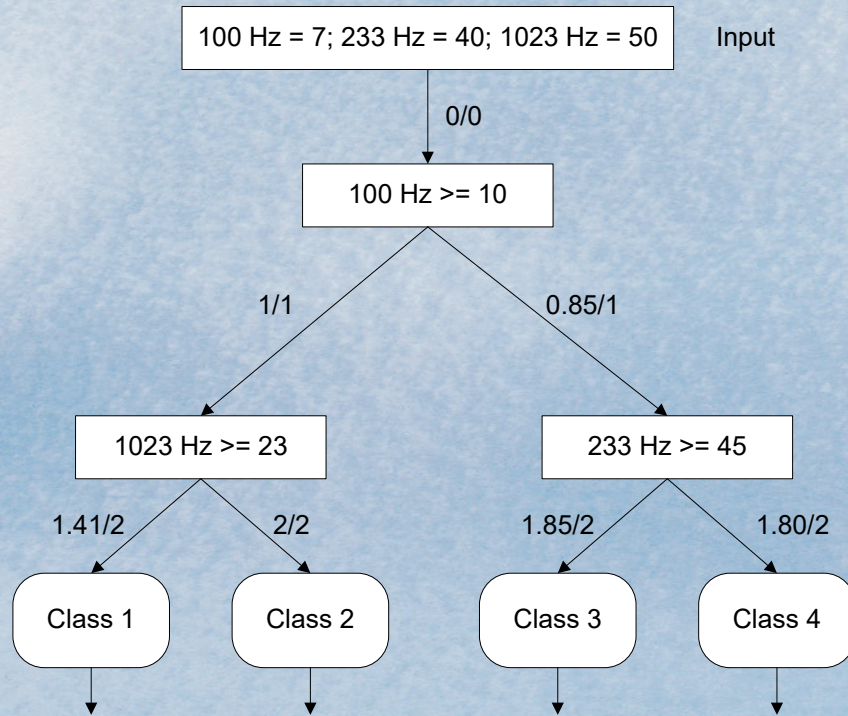 100 Hz = 7; 233 Hz = 40; 1023 Hz = 50
Input
0/0
100 Hz >= 10
1/1
0.85/1
1023 Hz >= 23
233 Hz >= 45
1.41/2
2/2
1.85/2
1.80/2
Class 1
Class 2
Class 3
Class 4